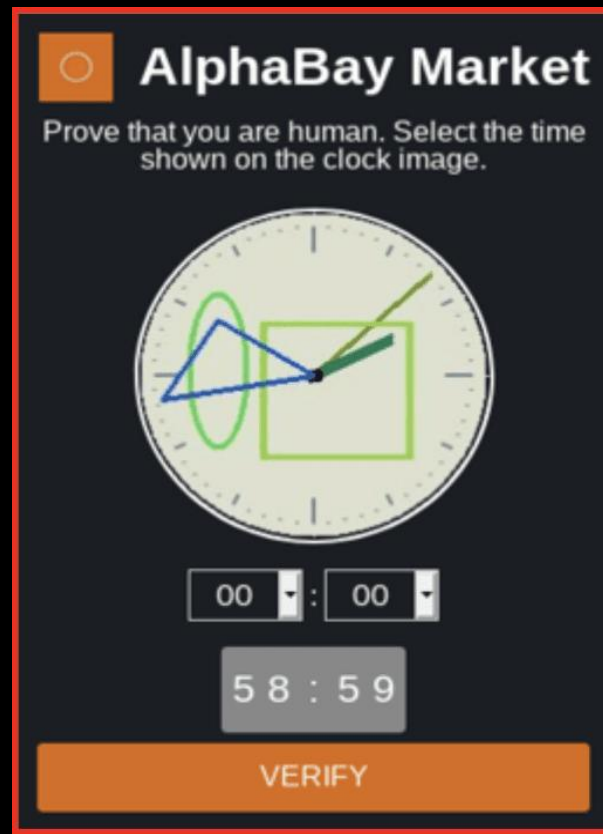 AlphaBay Market
Prove that you are human. Select the time
shown on the clock image.
00 : 00
58:59
VERIFY